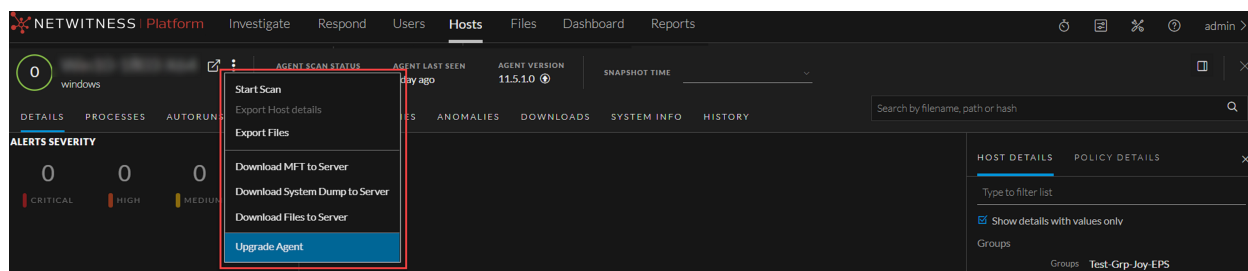 NETWITNESS Platform Investigate Respond Users Hosts Files Dashboard Reports admin
0 AGENT SCAN STATUS AGENT LAST SEEN AGENT VERSION SNAPSHOT TIME
windows day ago 11.5.1.0
Start Scan
Export Host details
Export Files
Download MFT to Server
Download System Dump to Server
Download Files to Server
Upgrade Agent
DETAILS PROCESSES AUTORUNS ANOMALIES DOWNLOADS SYSTEM INFO HISTORY Search by filename, path or hash
ALERTS SEVERITY
0 0 0
CRITICAL HIGH MEDIUM
HOST DETAILS POLICY DETAILS
Type to filter list
Show details with values only
Groups
Groups Test-Grp-Joy-EPS